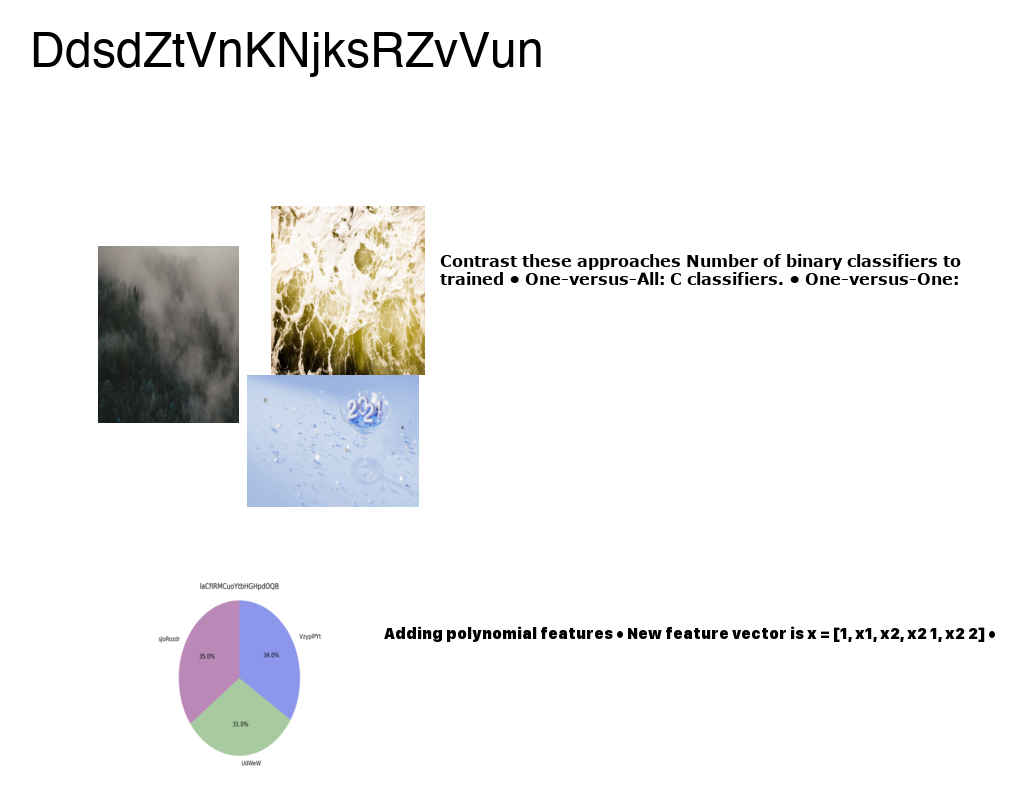 DdsdZtVnKNjksRZvVun
Contrast these approaches Number of binary classifiers to
trained • One-versus-All: C classifiers. • One-versus-One:
2021
sJoRozdr
VzypIPYt
35.0%
34.0%
31.0%
UdWeW
Adding polynomial features • New feature vector is x = [1, x1, x2, x2 1, x2 2] •